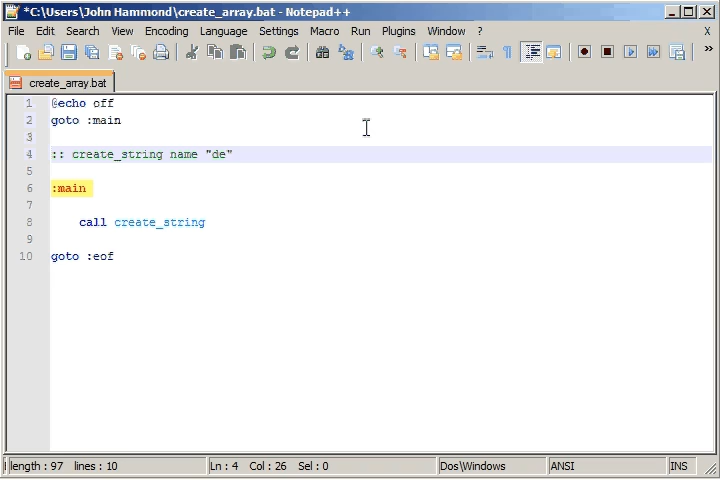 *C:\Users\John Hammond\create_array.bat - Notepad++
File Edit Search View Encoding Language Settings Macro Run Plugins Window ? X
create_array.bat
1 @echo off
2 goto :main
3
4 :: create_string name "de"
5
6 :main
7
8 call create_string
9
10 goto :eof
length : 97 lines : 10 Ln : 4 Col : 26 Sel : 0 Dos\Windows ANSI INS